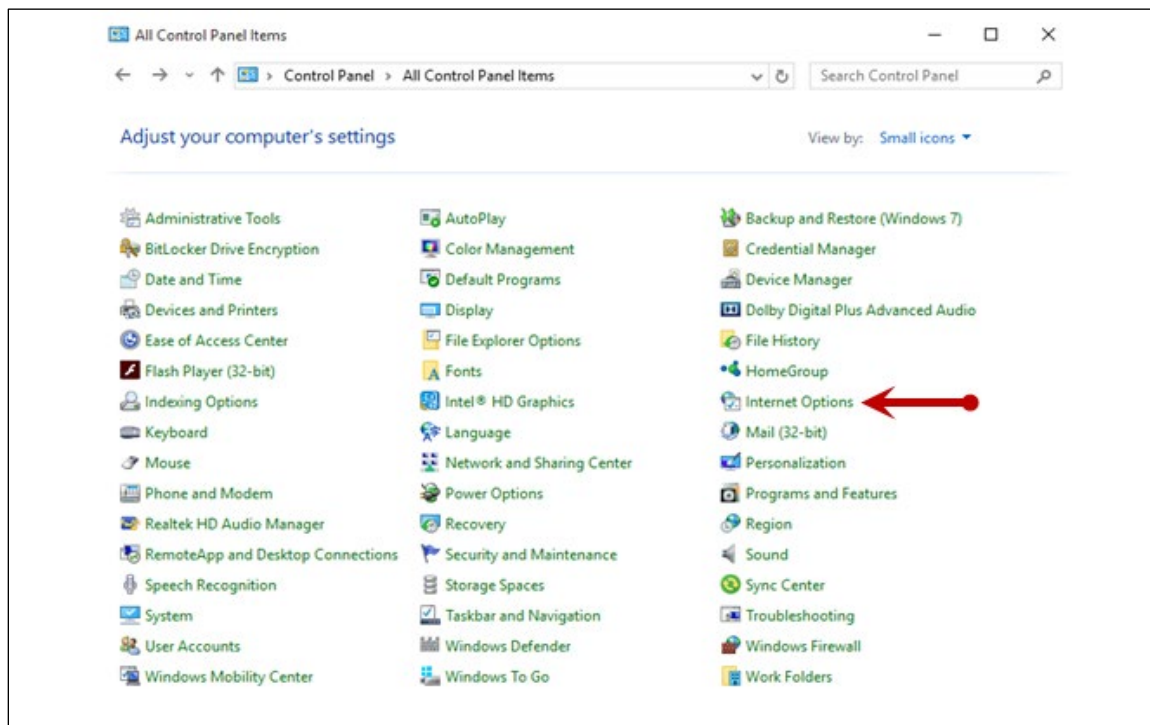 All Control Panel Items
Control Panel > All Control Panel Items Search Control Panel
Adjust your computer's settings View by: Small icons
Administrative Tools AutoPlay Backup and Restore (Windows 7)
BitLocker Drive Encryption Color Management Credential Manager
Date and Time Default Programs Device Manager
Devices and Printers Display Dolby Digital Plus Advanced Audio
Ease of Access Center File Explorer Options File History
Flash Player (32-bit) Fonts HomeGroup
Indexing Options Intel® HD Graphics Internet Options
Keyboard Language Mail (32-bit)
Mouse Network and Sharing Center Personalization
Phone and Modem Power Options Programs and Features
Realtek HD Audio Manager Recovery Region
RemoteApp and Desktop Connections Security and Maintenance Sound
Speech Recognition Storage Spaces Sync Center
System Taskbar and Navigation Troubleshooting
User Accounts Windows Defender Windows Firewall
Windows Mobility Center Windows To Go Work Folders